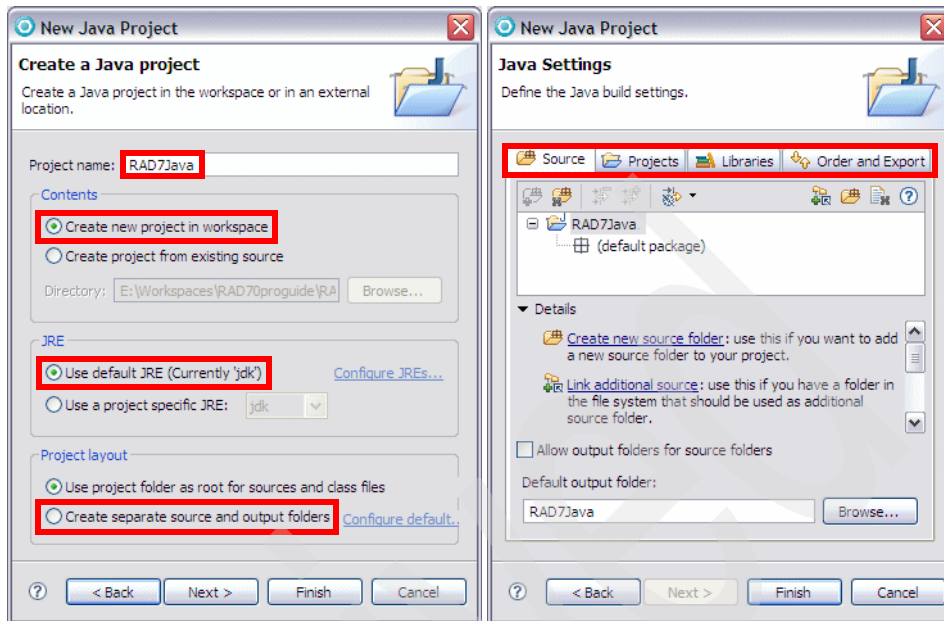 New Java Project
Create a Java project
Create a Java project in the workspace or in an external
location.
Project name: RAD7Java
Contents
Create new project in workspace
Create project from existing source
Directory: E:\Workspaces\RAD70proguide\RA Browse...
JRE
Use default JRE (Currently 'jdk') Configure JREs...
Use a project specific JRE: jdk
Project layout
Use project folder as root for sources and class files
Create separate source and output folders Configure default..
? < Back Next > Finish Cancel
New Java Project
Java Settings
Define the Java build settings.
Source Projects Libraries Order and Export
?
RAD7Java
(default package)
Details
Create new source folder: use this if you want to add
a new source folder to your project.
Link additional source: use this if you have a folder in
the file system that should be used as additional
source folder.
Allow output folders for source folders
Default output folder:
RAD7Java Browse...
? < Back Next > Finish Cancel